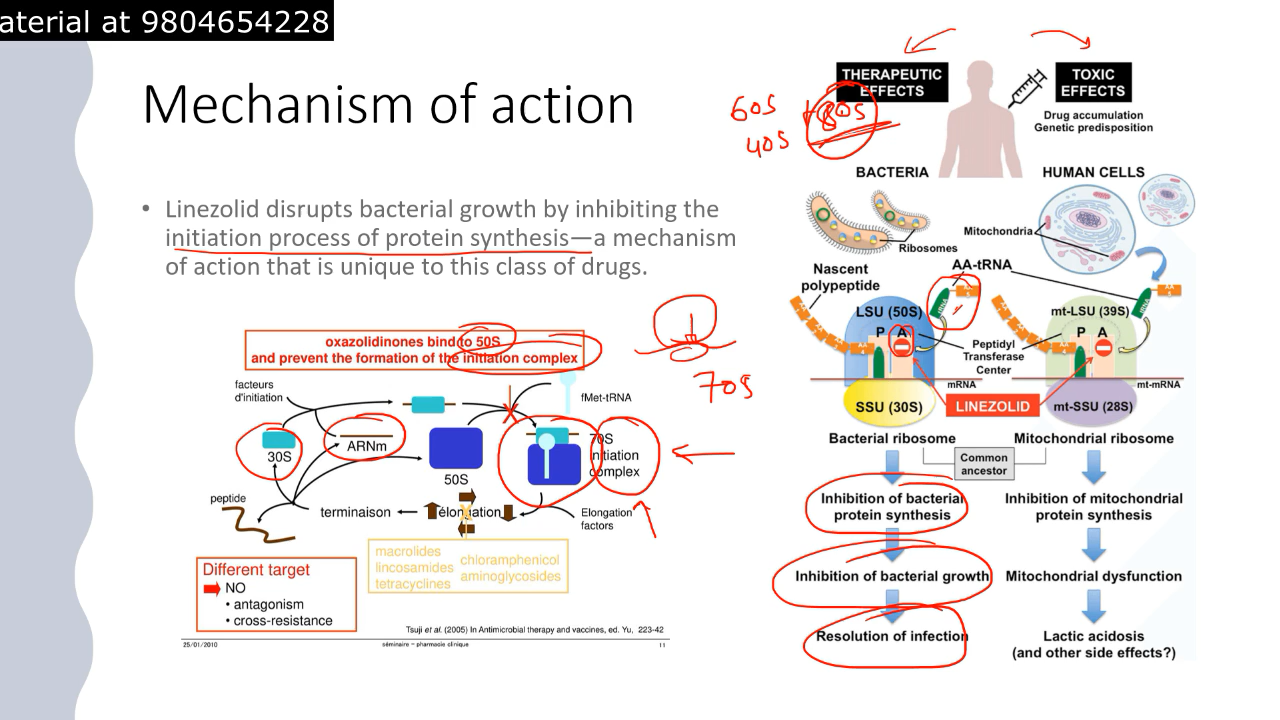 aterial at 9804654228
Mechanism of action
• Linezolid disrupts bacterial growth by inhibiting the
initiation process of protein synthesis—a mechanism
of action that is unique to this class of drugs.
oxazolidinones bind to 50S
and prevent the formation of the initiation complex
facteurs
d'initiation
fMet-tRNA
30S
ARNm
50S
70S
initiation
complex
peptide
terminaison
élongation
Elongation
factors
macrolides
lincosamides
tetracyclines
chloramphenicol
aminoglycosides
Different target
NO
• antagonism
• cross-resistance
Tsuji et al. (2005) In Antimicrobial therapy and vaccines, ed. Yu, 223-42
25/01/2010
séminaire – pharmacie clinique
11
70S
60S
40S
80S
THERAPEUTIC
EFFECTS
TOXIC
EFFECTS
Drug accumulation
Genetic predisposition
BACTERIA
HUMAN CELLS
Mitochondria
Ribosomes
AA-tRNA
Nascent
polypeptide
LSU (50S)
mt-LSU (39S)
P A
P A
Peptidyl
Transferase
Center
mRNA
mt-mRNA
SSU (30S)
LINEZOLID
mt-SSU (28S)
Bacterial ribosome
Mitochondrial ribosome
Common
ancestor
Inhibition of bacterial
protein synthesis
Inhibition of mitochondrial
protein synthesis
Inhibition of bacterial growth
Mitochondrial dysfunction
Resolution of infection
Lactic acidosis
(and other side effects?)